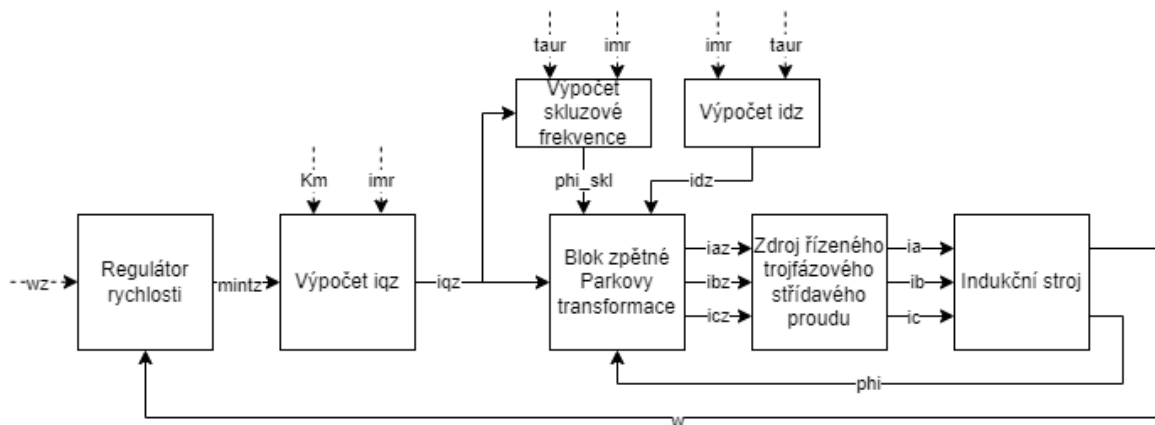 taur
imr
imr
taur
Výpočet
skluzové
frekvence
Výpočet idz
Km
imr
phi_skl
idz
wz
Regulátor
rychlosti
mintz
Výpočet iqz
iqz
Blok zpětné
Parkovy
transformace
iaz
ibz
icz
Zdroj řízeného
trojfázového
střídavého
proudu
ia
ib
ic
Indukční stroj
phi
w